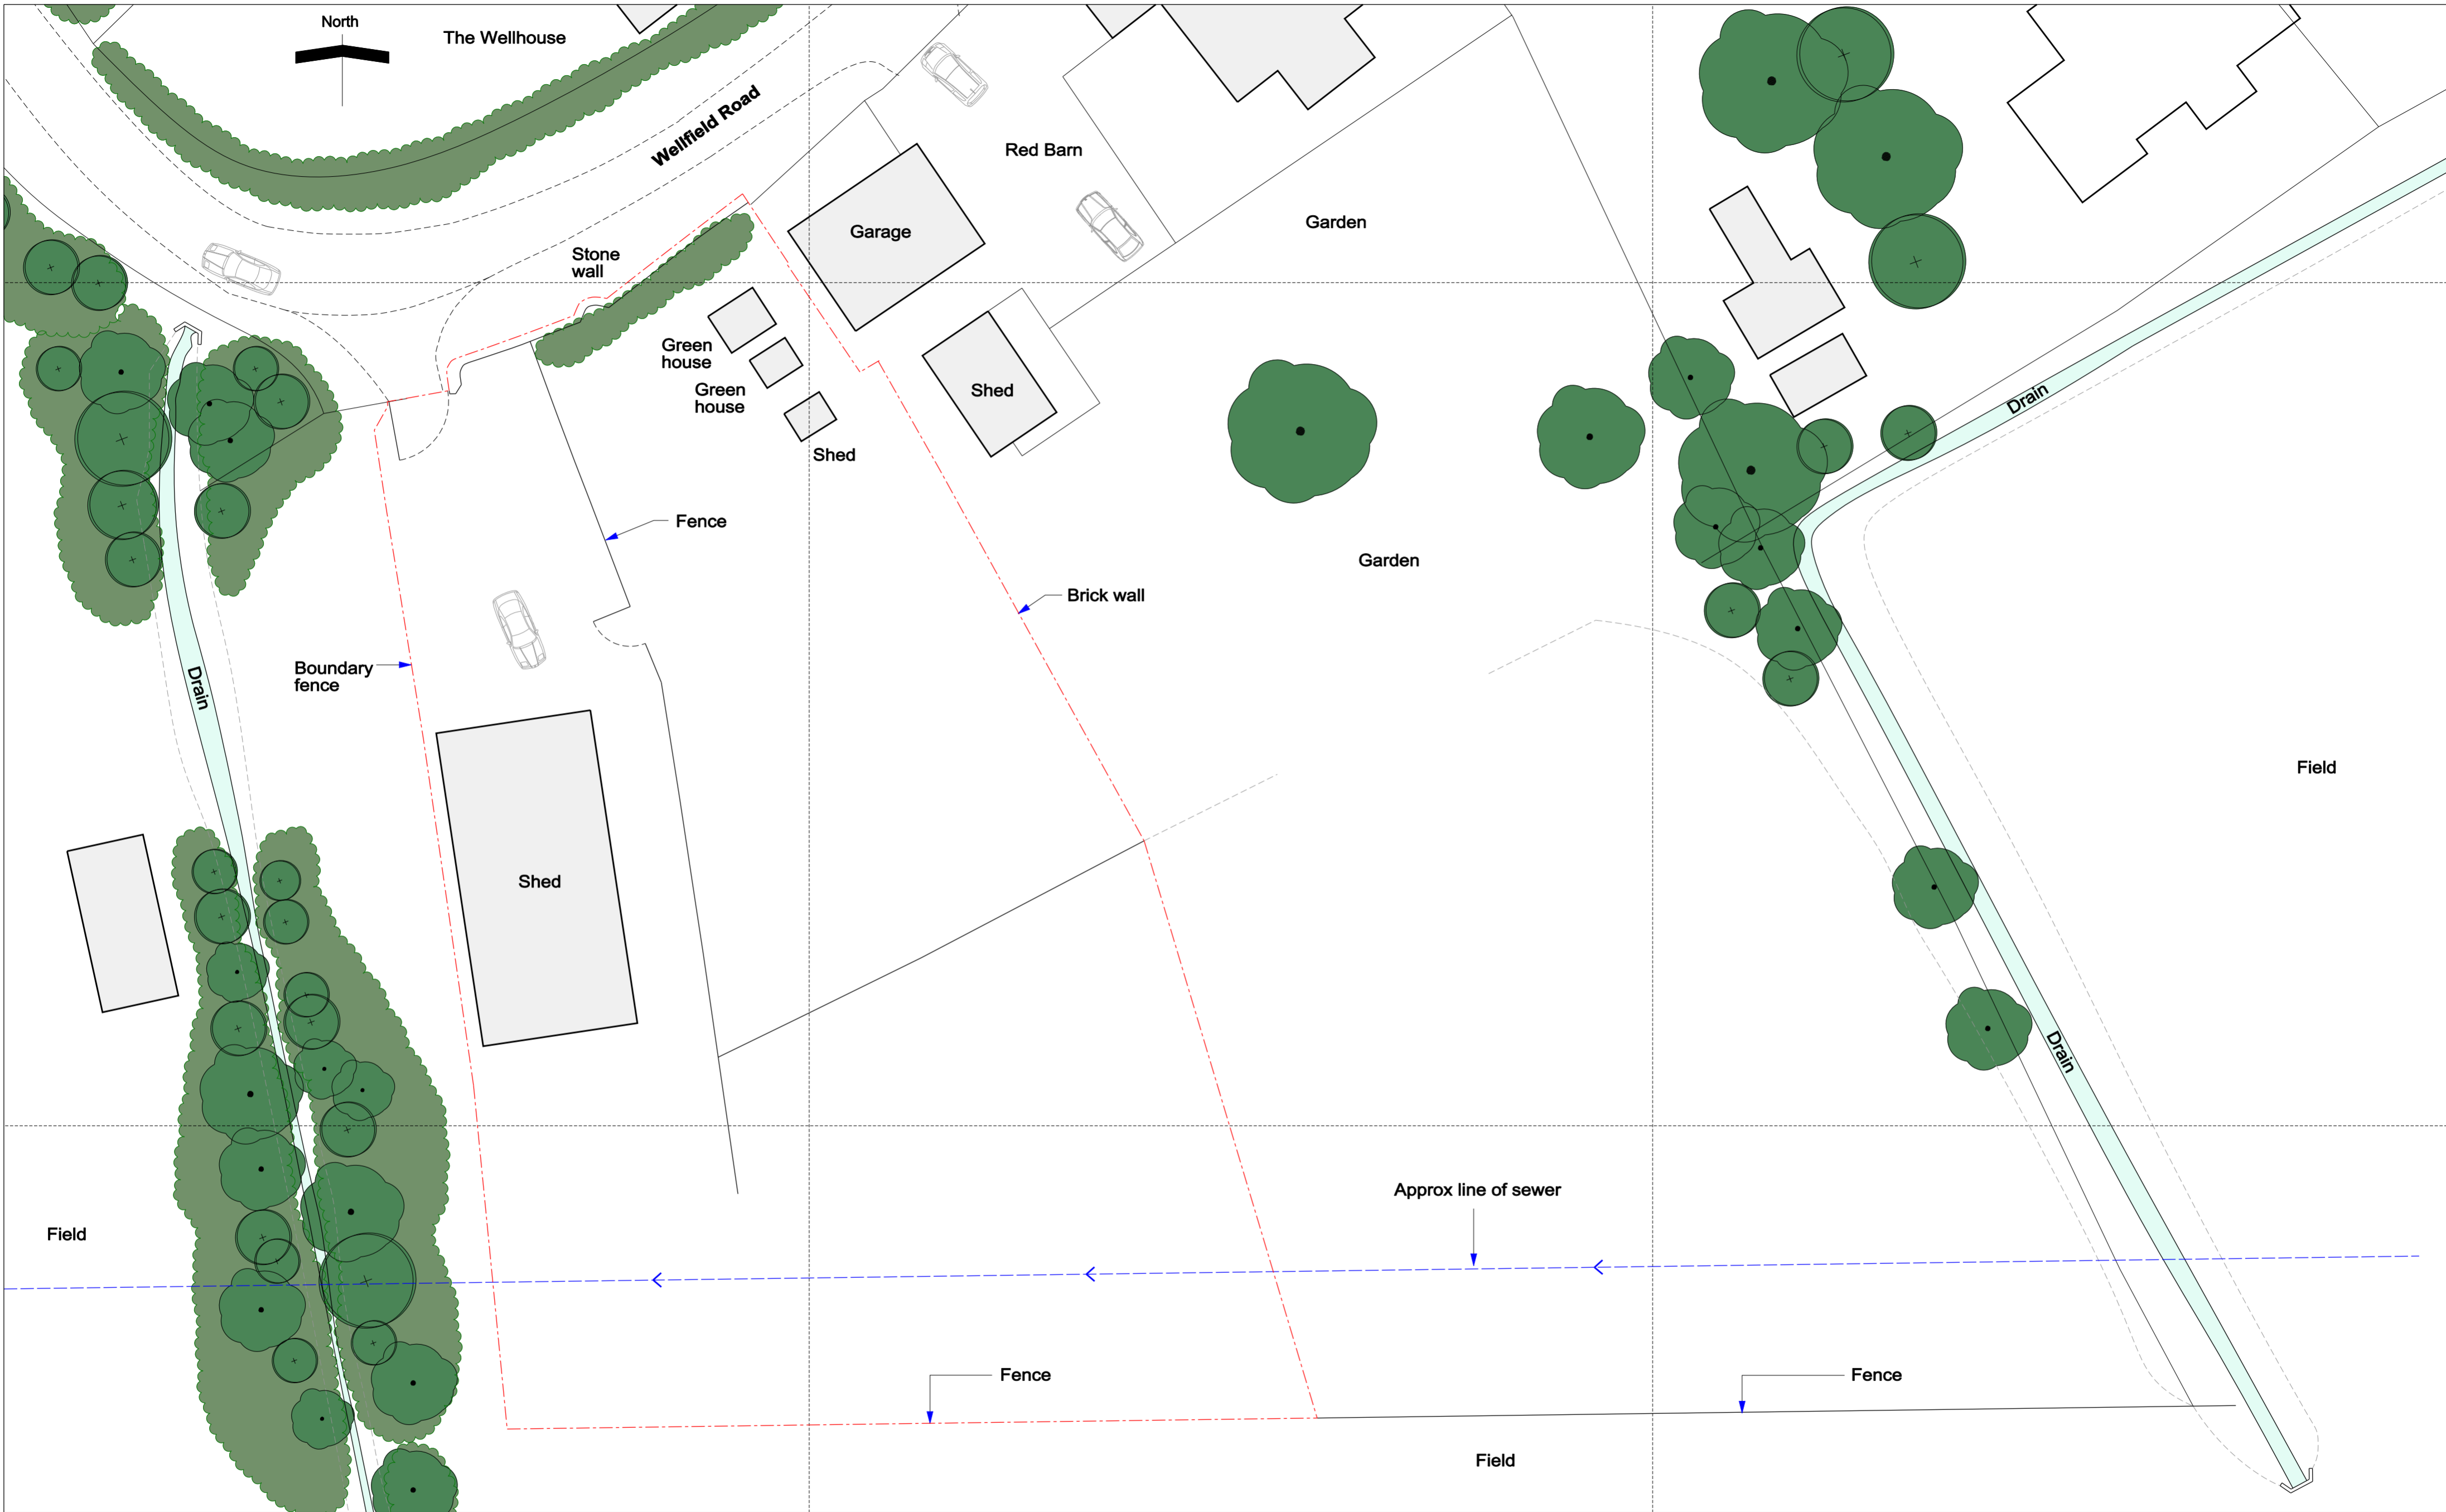 North
The Wellhouse
Wellfield Road
Red Barn
Garage
Garden
Stone
wall
Green
house
Green
house
Shed
Shed
Drain
Fence
Garden
Brick wall
Boundary
fence
Drain
Field
Shed
Drain
Approx line of sewer
Field
Fence
Fence
Field